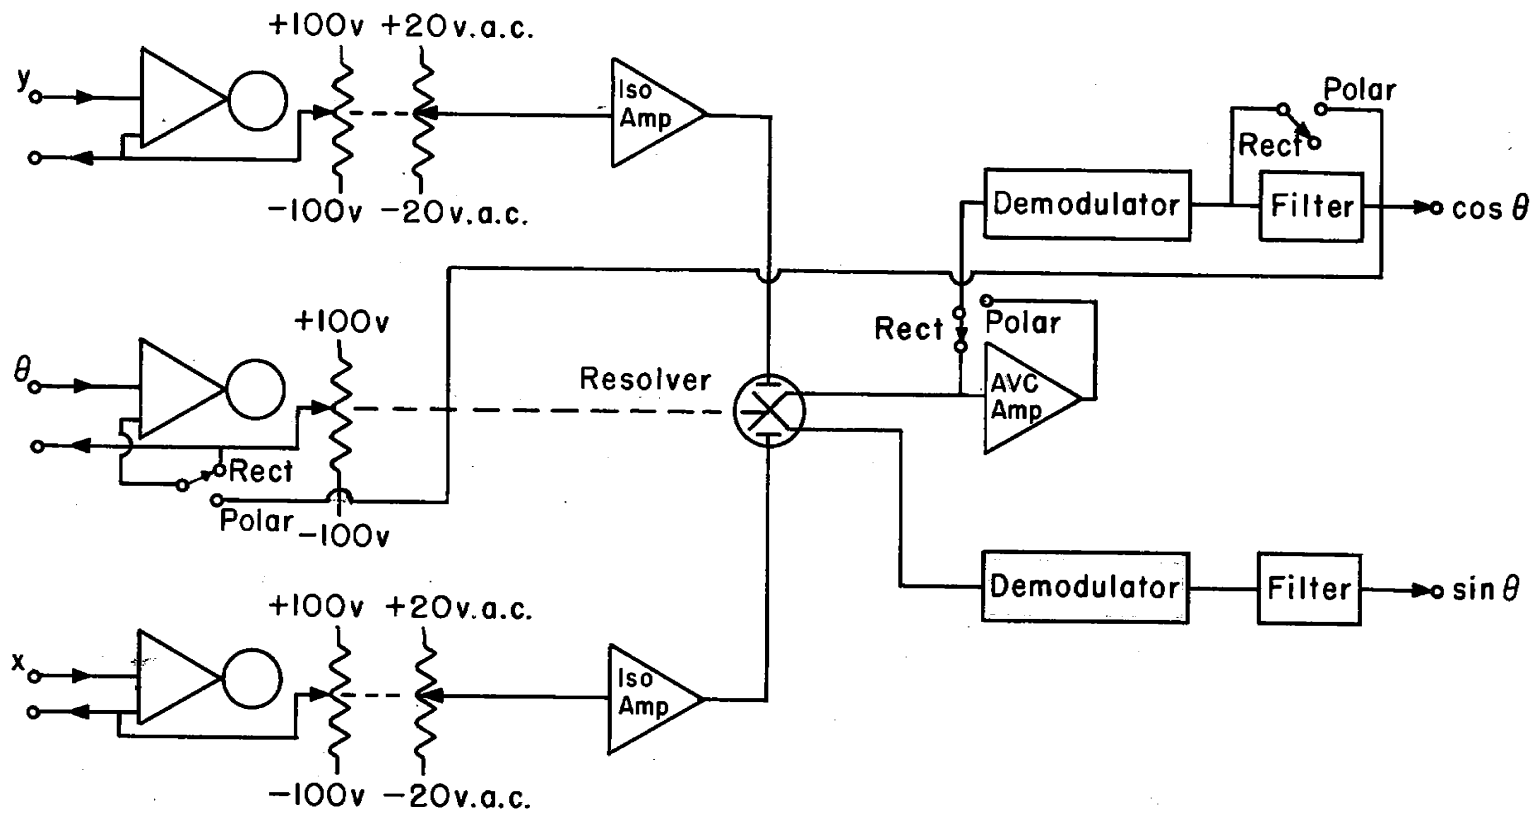 +100v +20v.a.c.
y
Iso
Amp
-100v -20v.a.c.
Polar
Rect
Demodulator
Filter
cos θ
+100v
θ
Resolver
Rect
Polar
AVC
Amp
Rect
Polar
-100v
Demodulator
Filter
sin θ
+100v +20v.a.c.
x
Iso
Amp
-100v -20v.a.c.